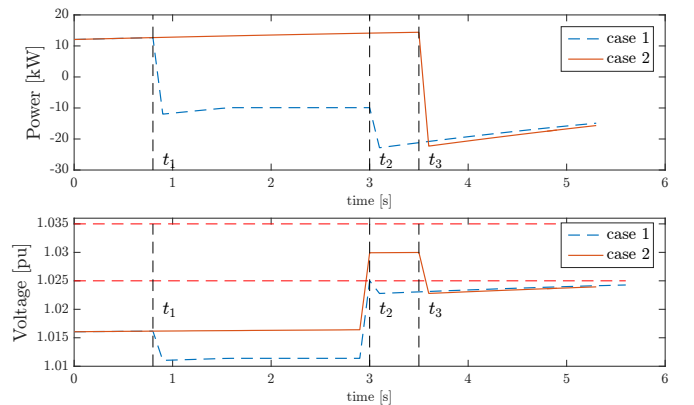 20
10
0
-10
-20
-30
Power [kW]
case 1
case 2
t1
t2
t3
0
1
2
3
4
5
6
time [s]
1.035
1.03
1.025
1.02
1.015
1.01
Voltage [pu]
case 1
case 2
t1
t2
t3
0
1
2
3
4
5
6
time [s]